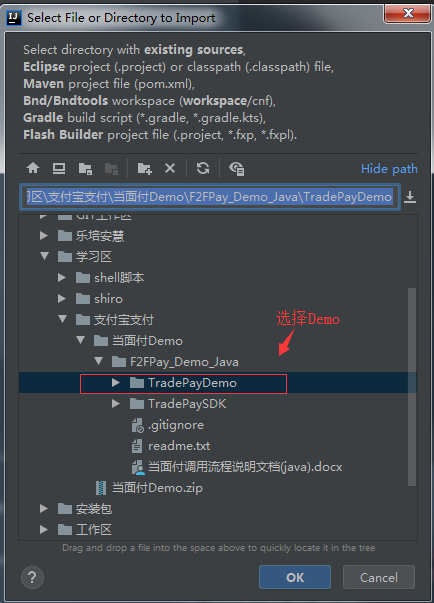 Select File or Directory to Import
Select directory with existing sources,
Eclipse project (.project) or classpath (.classpath) file,
Maven project file (pom.xml),
Bnd/Bndtools workspace (workspace/cnf),
Gradle build script (*.gradle, *.gradle.kts),
Flash Builder project file (.project, *.fxp, *.fxpl).
Hide path
区\支付宝支付\当面付Demo\F2FPay_Demo_Java\TradePayDemo
GIT工作区
乐培安慧
学习区
shell脚本
shiro
支付宝支付
选择Demo
当面付Demo
F2FPay_Demo_Java
TradePayDemo
TradePaySDK
.gitignore
readme.txt
当面付调用流程说明文档(java).docx
当面付Demo.zip
安装包
工作区
Drag and drop a file into the space above to quickly locate it in the tree
?
OK
Cancel